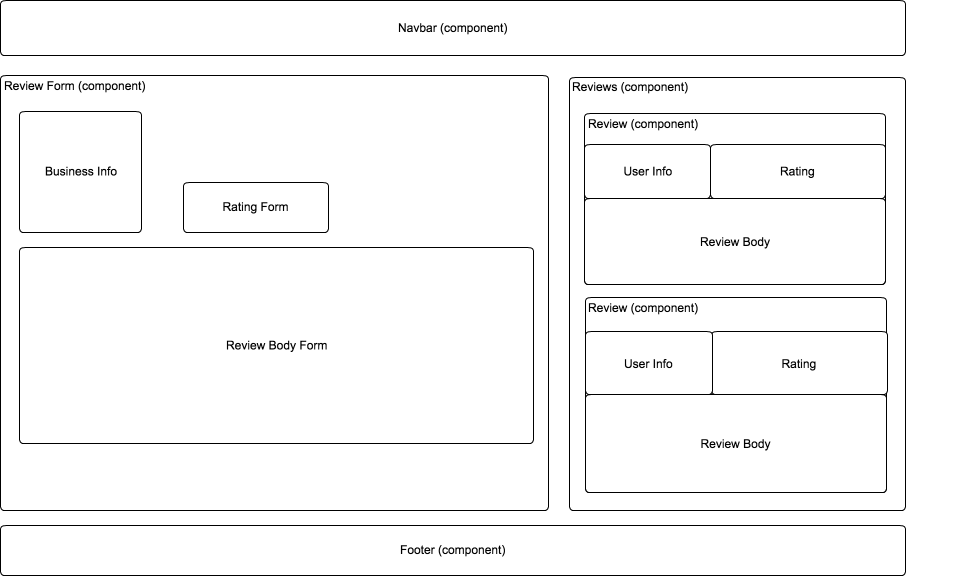 Navbar (component)
Review Form (component)
Business Info
Rating Form
Review Body Form
Reviews (component)
Review (component)
User Info
Rating
Review Body
Review (component)
User Info
Rating
Review Body
Footer (component)